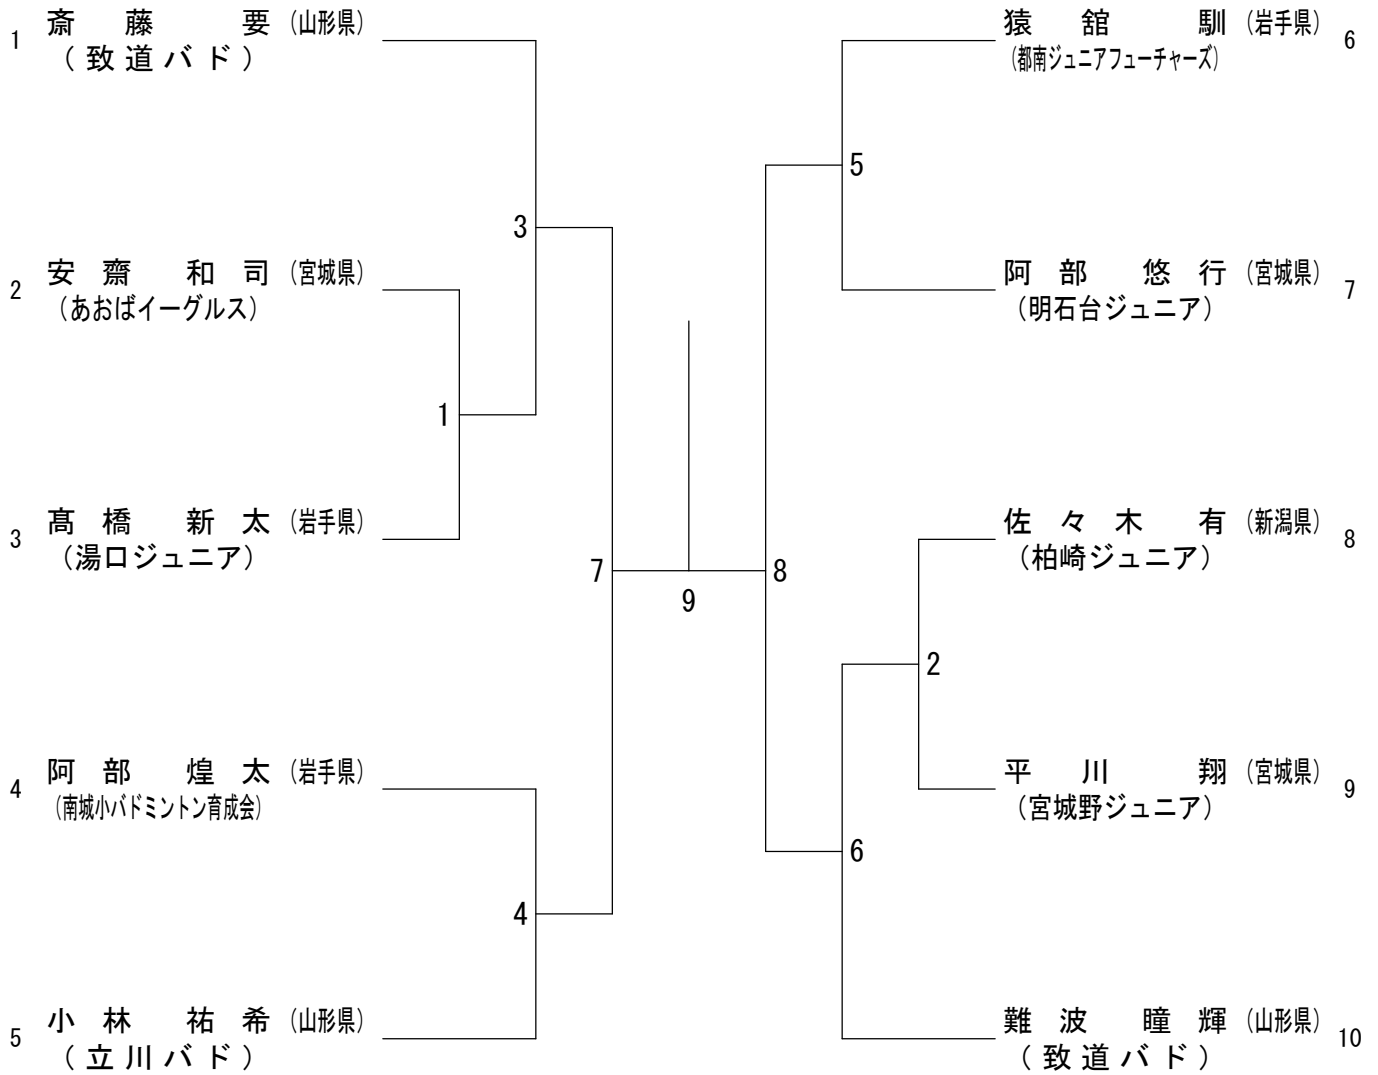 1 斎藤 要 (山形県)
(致道バド)
2 安齋 和司 (宮城県)
(あおばイーグルス)
3 髙橋 新太 (岩手県)
(湯口ジュニア)
4 阿部 煌太 (岩手県)
(南城小バドミントン育成会)
5 小林 祐希 (山形県)
(立川バド)
3
1
7
4
9
猿舘 馴 (岩手県) 6
(都南ジュニアフューチャーズ)
阿部 悠行 (宮城県) 7
(明石台ジュニア)
佐々木 有 (新潟県) 8
(柏崎ジュニア)
平川 翔 (宮城県) 9
(宮城野ジュニア)
難波 瞳輝 (山形県) 10
(致道バド)
5
8
2
6